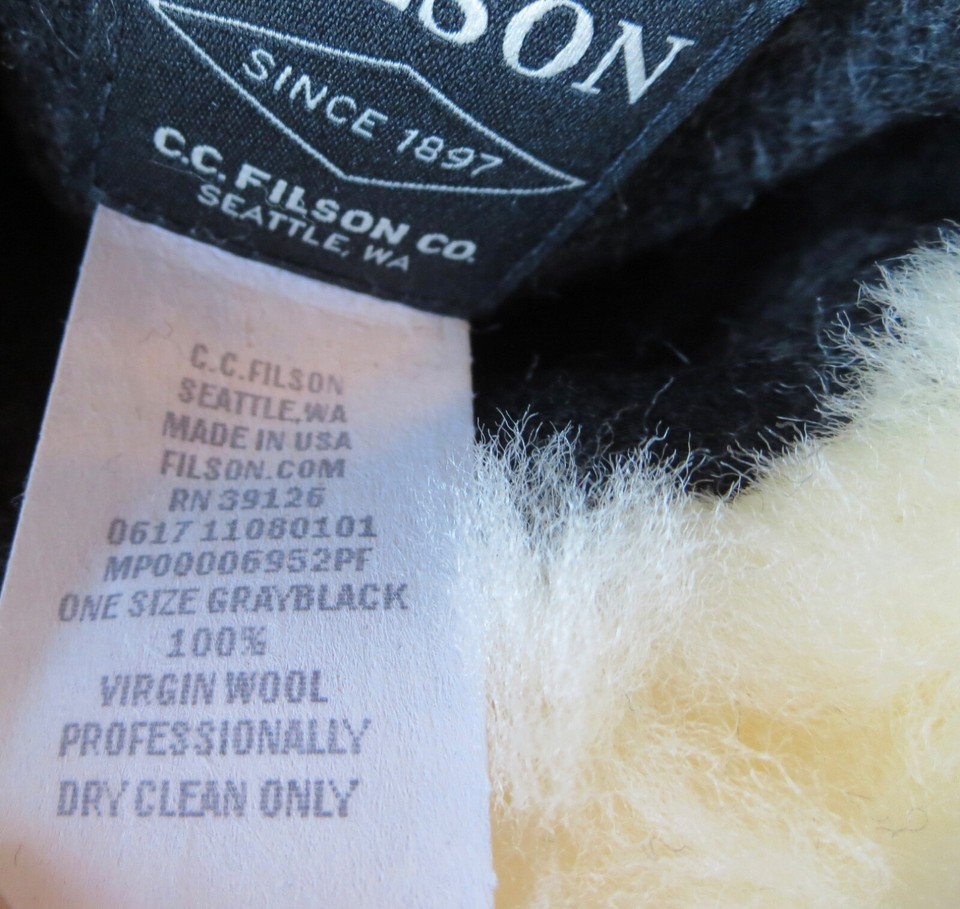 ILSON
SINCE 1897
C.C. FILSON CO.
SEATTLE, WA
C.C.FILSON
SEATTLE,WA
MADE IN USA
FILSON.COM
RN 39126
0617 11080101
MP00006952PF
ONE SIZE GRAYBLACK
100%
VIRGIN WOOL
PROFESSIONALLY
DRY CLEAN ONLY